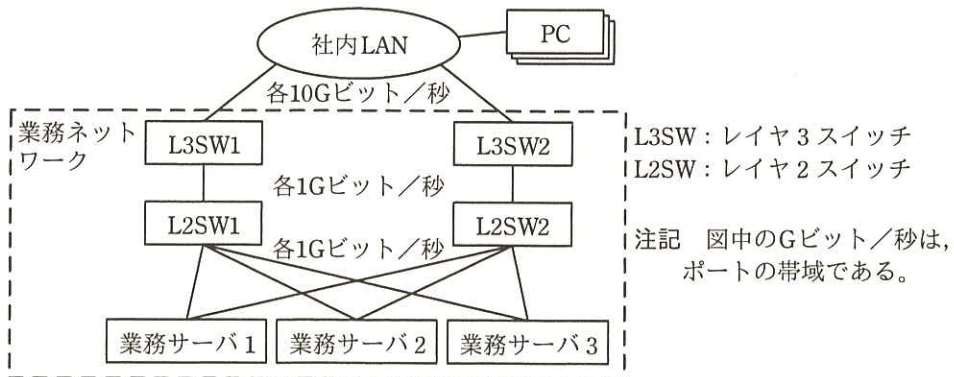 社内LAN
PC
各10Gビット／秒
業務ネット
ワーク
L3SW1
L3SW2
L3SW：レイヤ3スイッチ
L2SW：レイヤ2スイッチ
各1Gビット／秒
L2SW1
L2SW2
各1Gビット／秒
注記　図中のGビット／秒は，
ポートの帯域である。
業務サーバ1
業務サーバ2
業務サーバ3